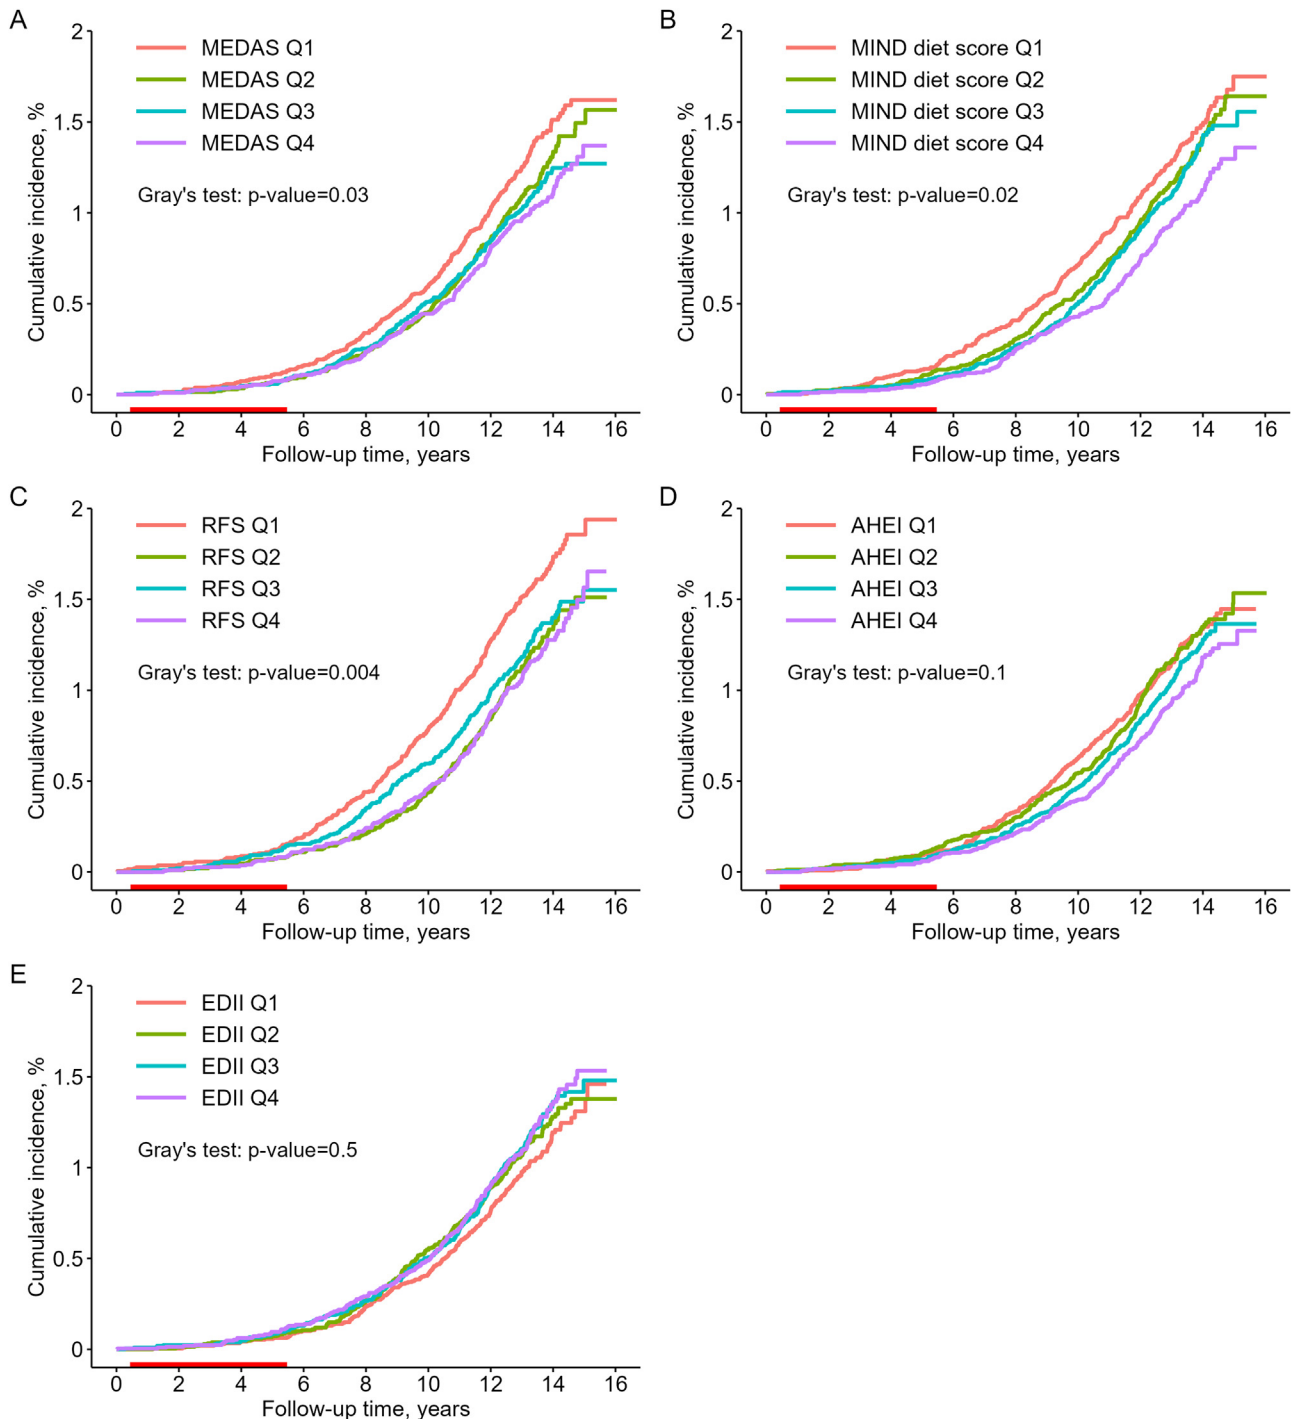 A
2
1.5
1
0.5
0
Cumulative incidence, %
MEDAS Q1
MEDAS Q2
MEDAS Q3
MEDAS Q4
Gray's test: p-value=0.03
0 2 4 6 8 10 12 14 16
Follow-up time, years
B
2
1.5
1
0.5
0
Cumulative incidence, %
MIND diet score Q1
MIND diet score Q2
MIND diet score Q3
MIND diet score Q4
Gray's test: p-value=0.02
0 2 4 6 8 10 12 14 16
Follow-up time, years
C
2
1.5
1
0.5
0
Cumulative incidence, %
RFS Q1
RFS Q2
RFS Q3
RFS Q4
Gray's test: p-value=0.004
0 2 4 6 8 10 12 14 16
Follow-up time, years
D
2
1.5
1
0.5
0
Cumulative incidence, %
AHEI Q1
AHEI Q2
AHEI Q3
AHEI Q4
Gray's test: p-value=0.1
0 2 4 6 8 10 12 14 16
Follow-up time, years
E
2
1.5
1
0.5
0
Cumulative incidence, %
EDII Q1
EDII Q2
EDII Q3
EDII Q4
Gray's test: p-value=0.5
0 2 4 6 8 10 12 14 16
Follow-up time, years